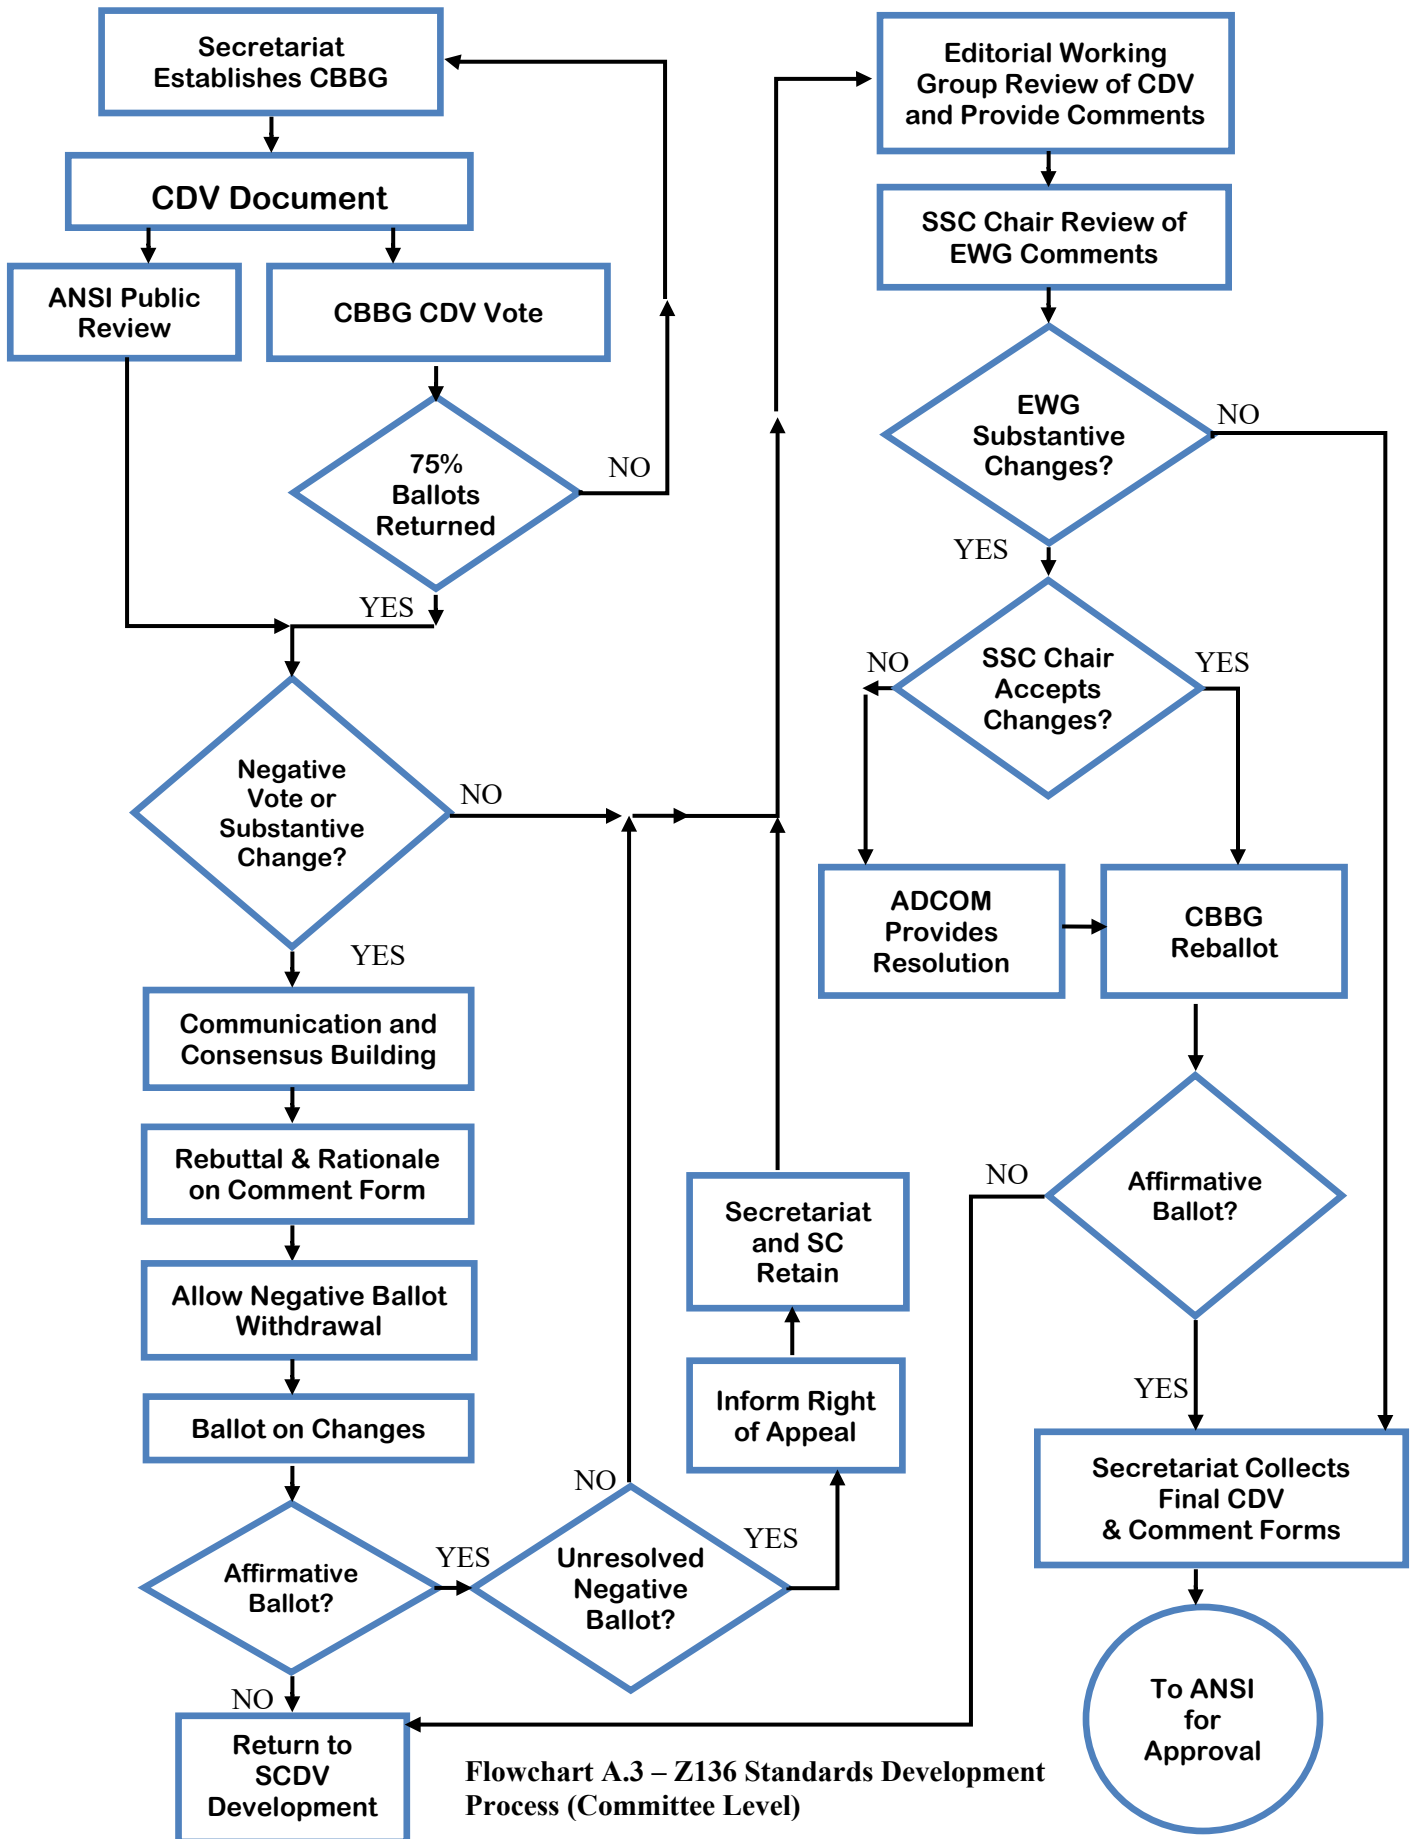 Secretariat
Establishes CBBG
CDV Document
ANSI Public
Review
CBBG CDV Vote
75%
Ballots
Returned
NO
YES
Negative
Vote or
Substantive
Change?
NO
YES
Communication and
Consensus Building
Rebuttal & Rationale
on Comment Form
Allow Negative Ballot
Withdrawal
Ballot on Changes
Affirmative
Ballot?
YES
NO
Return to
SCDV
Development
Unresolved
Negative
Ballot?
NO
YES
Inform Right
of Appeal
Secretariat
and SC
Retain
Editorial Working
Group Review of CDV
and Provide Comments
SSC Chair Review of
EWG Comments
EWG
Substantive
Changes?
NO
YES
SSC Chair
Accepts
Changes?
NO
YES
ADCOM
Provides
Resolution
CBBG
Reballot
Affirmative
Ballot?
NO
YES
Secretariat Collects
Final CDV
& Comment Forms
To ANSI
for
Approval
Flowchart A.3 – Z136 Standards Development
Process (Committee Level)